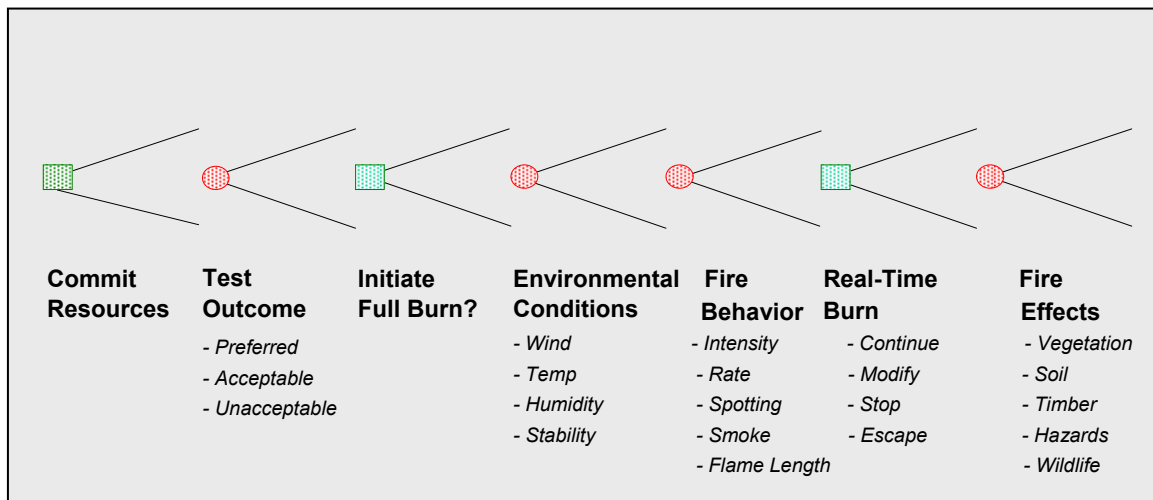 Commit
Resources
Test
Outcome
- Preferred
- Acceptable
- Unacceptable
Initiate
Full Burn?
Environmental
Conditions
- Wind
- Temp
- Humidity
- Stability
Fire
Behavior
- Intensity
- Rate
- Spotting
- Smoke
- Flame Length
Real-Time
Burn
- Continue
- Modify
- Stop
- Escape
Fire
Effects
- Vegetation
- Soil
- Timber
- Hazards
- Wildlife